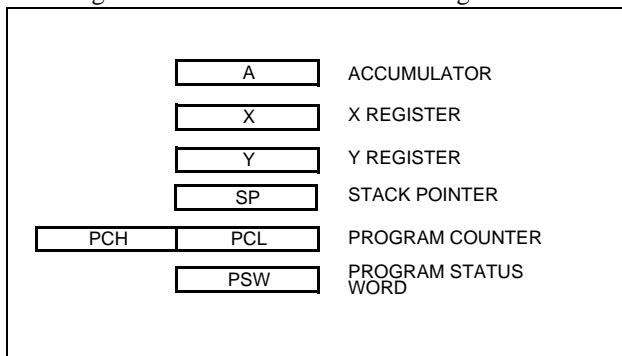 A ACCUMULATOR
X X REGISTER
Y Y REGISTER
SP STACK POINTER
PCH PCL PROGRAM COUNTER
PSW PROGRAM STATUS
WORD